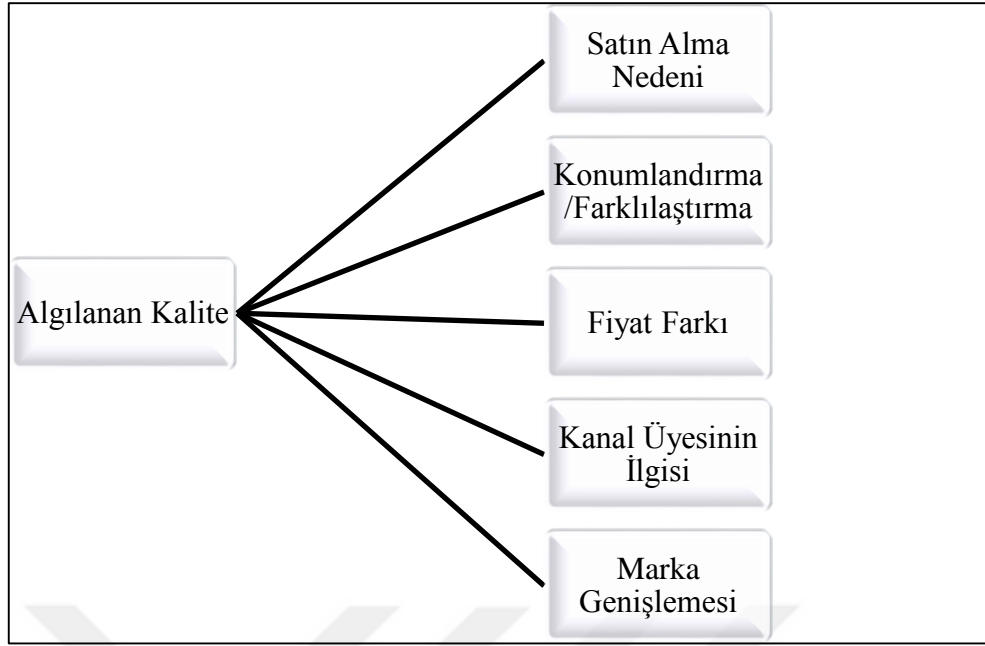 Satın Alma
Nedeni
Konumlandırma
/Farklılaştırma
Algılanan Kalite
Fiyat Farkı
Kanal Üyesinin
İlgisi
Marka
Genişlemesi